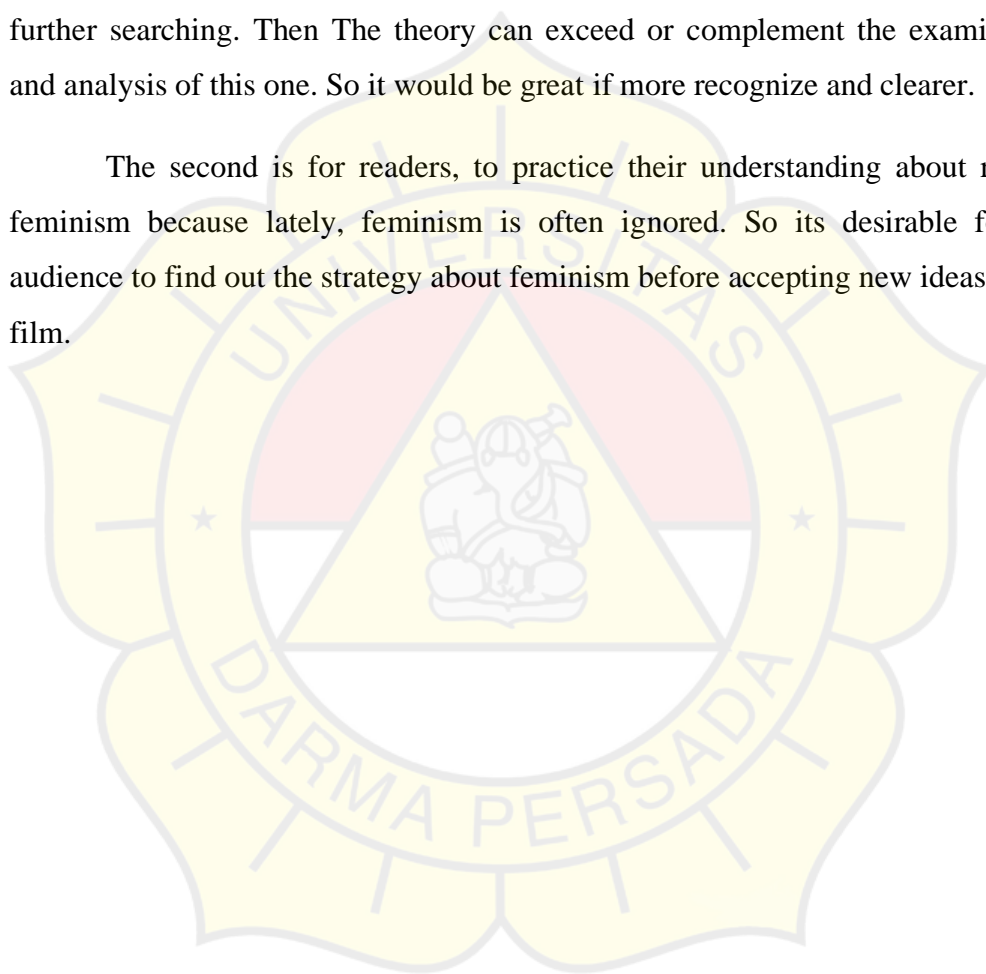 further searching. Then The theory can exceed or complement the
and analysis of this one. So it would be great if more recognize and clearer.
The second is for readers, to practice their understanding about
feminism because lately, feminism is often ignored. So its desirable
audience to find out the strategy about feminism before accepting new ideas
film.
UNIVERSITAS
DARMA PERSADA